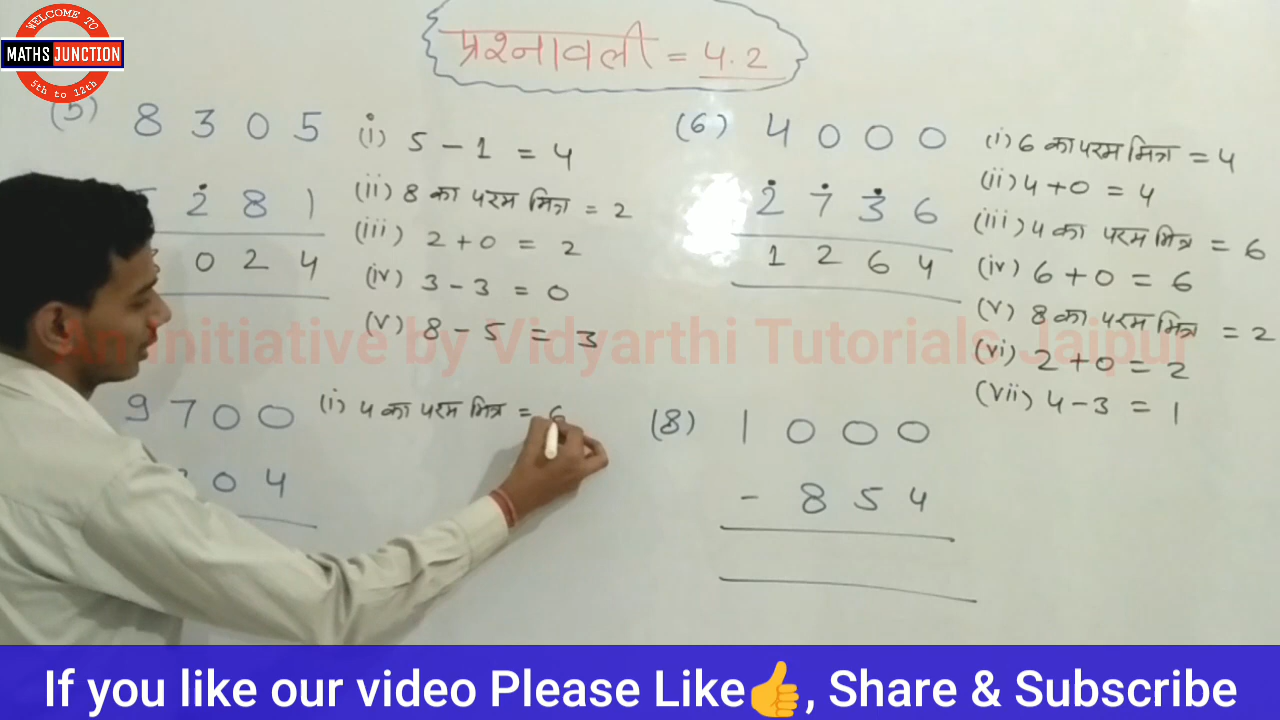 WELCOME TO
MATHS JUNCTION
5th to 12th
प्रश्नावली = 4.2
(5) 8 3 0 5
5 2 8 1
3 0 2 4
(i) 5 - 1 = 4
(ii) 8 का परम मित्र = 2
(iii) 2 + 0 = 2
(iv) 3 - 3 = 0
(v) 8 - 5 = 3
(6) 4 0 0 0
2 7 3 6
1 2 6 4
(i) 6 का परम मित्र = 4
(ii) 4 + 0 = 4
(iii) 4 का परम मित्र = 6
(iv) 6 + 0 = 6
(v) 8 का परम मित्र = 2
(vi) 2 + 0 = 2
(vii) 4 - 3 = 1
An Initiative by Vidyarthi Tutorials Jaipur
9 7 0 0
0 4
(i) 4 का परम मित्र = 6
(8) 1 0 0 0
- 8 5 4
If you like our video Please Like👍, Share & Subscribe